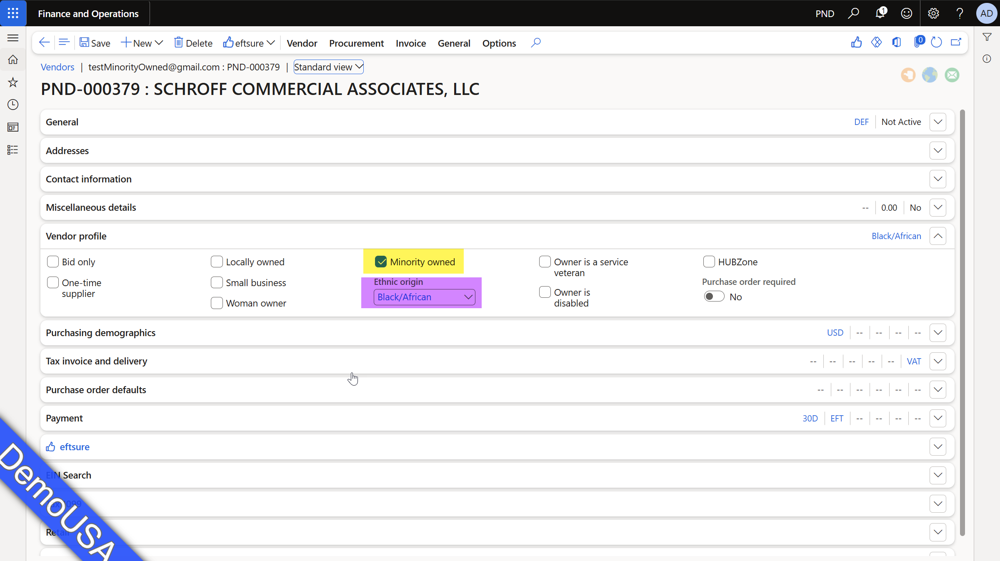 Finance and Operations
PND
1
AD
Save
New
Delete
eftsure
Vendor
Procurement
Invoice
General
Options
0
Vendors | testMinorityOwned@gmail.com : PND-000379 | Standard view
PND-000379 : SCHROFF COMMERCIAL ASSOCIATES, LLC
General
DEF
Not Active
Addresses
Contact information
Miscellaneous details
--
0.00
No
Vendor profile
Black/African
Bid only
One-time
supplier
Locally owned
Small business
Woman owner
Minority owned
Ethnic origin
Black/African
Owner is a service
veteran
Owner is
disabled
HUBZone
Purchase order required
No
Purchasing demographics
USD -- -- -- --
Tax invoice and delivery
-- -- -- -- -- VAT
Purchase order defaults
-- -- -- -- -- --
Payment
30D EFT -- -- -- --
eftsure
EIN Search
Tax 1099
Retail
DemoUSA